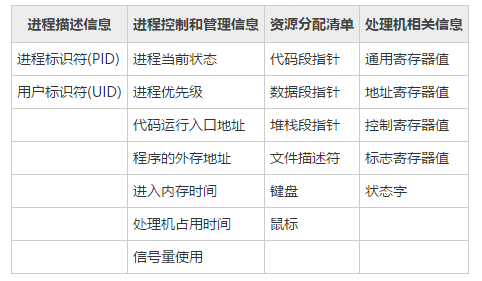 进程描述信息 进程控制和管理信息 资源分配清单 处理机相关信息
进程标识符(PID) 进程当前状态 代码段指针 通用寄存器值
用户标识符(UID) 进程优先级 数据段指针 地址寄存器值
代码运行入口地址 堆栈段指针 控制寄存器值
程序的外存地址 文件描述符 标志寄存器值
进入内存时间 键盘 状态字
处理机占用时间 鼠标
信号量使用